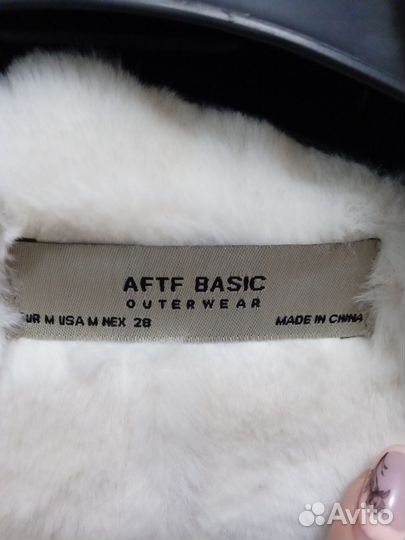 AFTF BASIC
OUTERWEAR
UR M USA M NEX 28 MADE IN CHINA
Avito